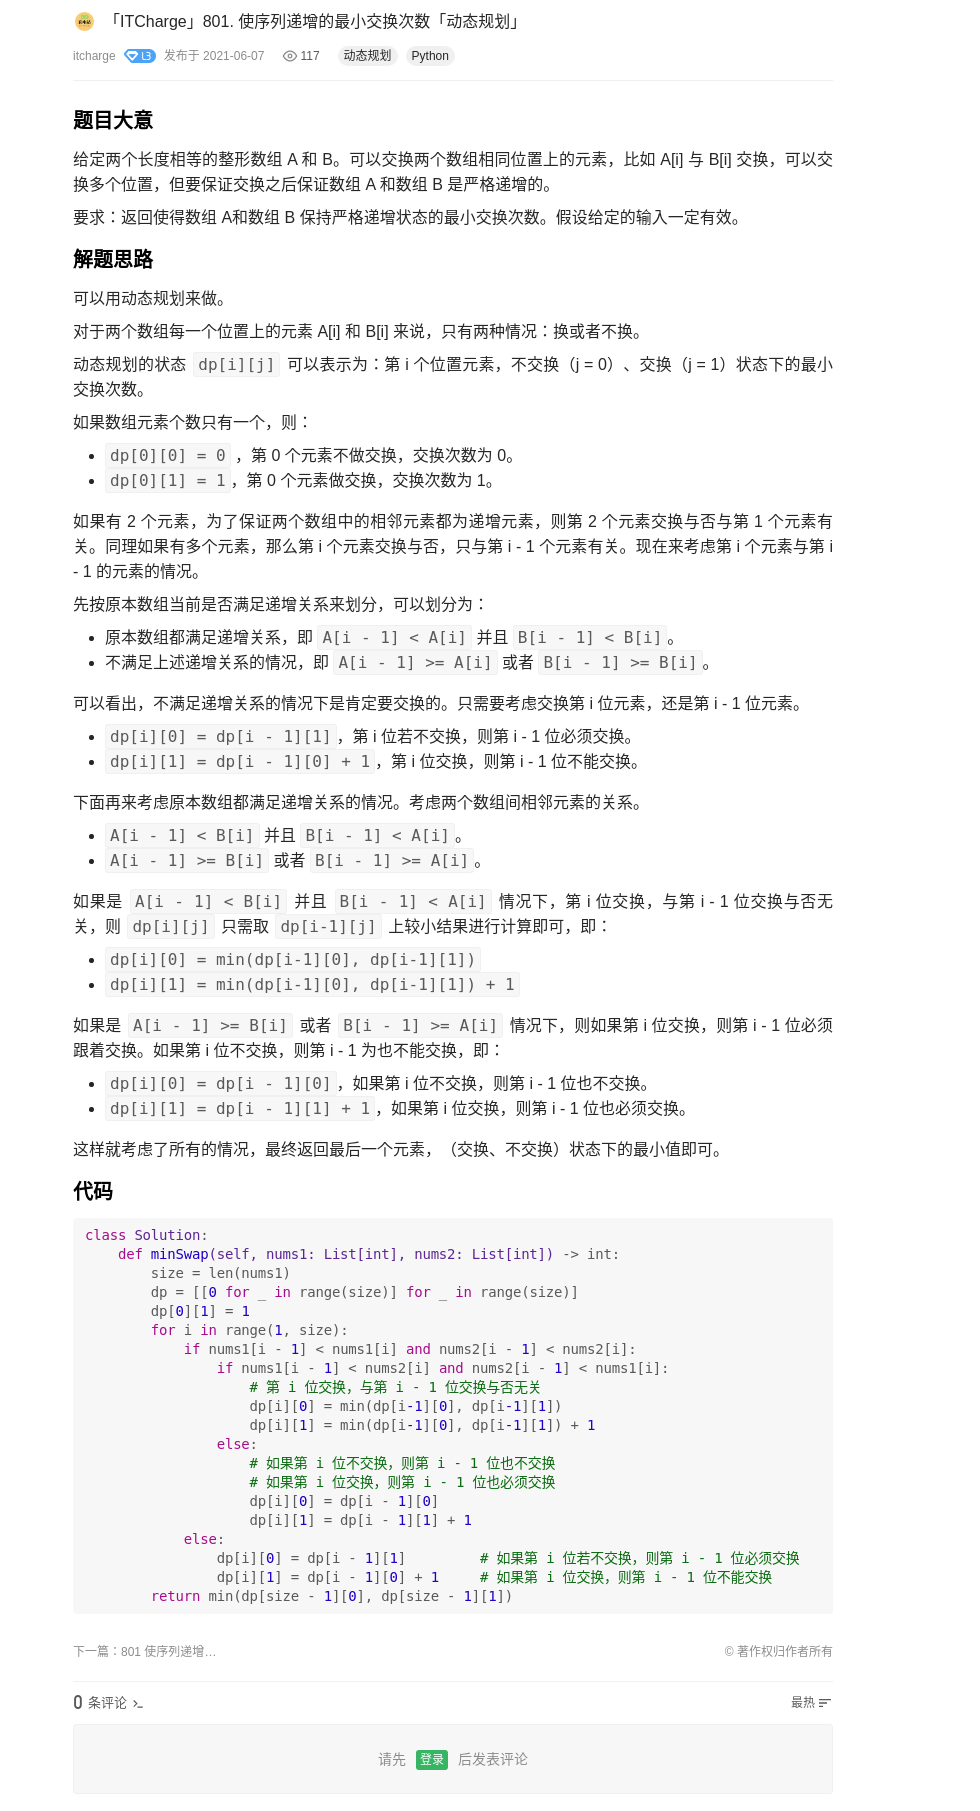 「ITCharge」801. 使序列递增的最小交换次数「动态规划」
itcharge L3 发布于 2021-06-07 117 动态规划 Python
题目大意
给定两个长度相等的整形数组 A 和 B。可以交换两个数组相同位置上的元素，比如 A[i] 与 B[i] 交换，可以交
换多个位置，但要保证交换之后保证数组 A 和数组 B 是严格递增的。
要求：返回使得数组 A和数组 B 保持严格递增状态的最小交换次数。假设给定的输入一定有效。
解题思路
可以用动态规划来做。
对于两个数组每一个位置上的元素 A[i] 和 B[i] 来说，只有两种情况：换或者不换。
动态规划的状态 dp[i][j] 可以表示为：第 i 个位置元素，不交换（j = 0）、交换（j = 1）状态下的最小
交换次数。
如果数组元素个数只有一个，则：
• dp[0][0] = 0 ，第 0 个元素不做交换，交换次数为 0。
• dp[0][1] = 1，第 0 个元素做交换，交换次数为 1。
如果有 2 个元素，为了保证两个数组中的相邻元素都为递增元素，则第 2 个元素交换与否与第 1 个元素有
关。同理如果有多个元素，那么第 i 个元素交换与否，只与第 i - 1 个元素有关。现在来考虑第 i 个元素与第 i
- 1 的元素的情况。
先按原本数组当前是否满足递增关系来划分，可以划分为：
• 原本数组都满足递增关系，即 A[i - 1] < A[i] 并且 B[i - 1] < B[i]。
• 不满足上述递增关系的情况，即 A[i - 1] >= A[i] 或者 B[i - 1] >= B[i]。
可以看出，不满足递增关系的情况下是肯定要交换的。只需要考虑交换第 i 位元素，还是第 i - 1 位元素。
• dp[i][0] = dp[i - 1][1]，第 i 位若不交换，则第 i - 1 位必须交换。
• dp[i][1] = dp[i - 1][0] + 1，第 i 位交换，则第 i - 1 位不能交换。
下面再来考虑原本数组都满足递增关系的情况。考虑两个数组间相邻元素的关系。
• A[i - 1] < B[i] 并且 B[i - 1] < A[i]。
• A[i - 1] >= B[i] 或者 B[i - 1] >= A[i]。
如果是 A[i - 1] < B[i] 并且 B[i - 1] < A[i] 情况下，第 i 位交换，与第 i - 1 位交换与否无
关，则 dp[i][j] 只需取 dp[i-1][j] 上较小结果进行计算即可，即：
• dp[i][0] = min(dp[i-1][0], dp[i-1][1])
• dp[i][1] = min(dp[i-1][0], dp[i-1][1]) + 1
如果是 A[i - 1] >= B[i] 或者 B[i - 1] >= A[i] 情况下，则如果第 i 位交换，则第 i - 1 位必须
跟着交换。如果第 i 位不交换，则第 i - 1 为也不能交换，即：
• dp[i][0] = dp[i - 1][0]，如果第 i 位不交换，则第 i - 1 位也不交换。
• dp[i][1] = dp[i - 1][1] + 1，如果第 i 位交换，则第 i - 1 位也必须交换。
这样就考虑了所有的情况，最终返回最后一个元素，（交换、不交换）状态下的最小值即可。
代码
class Solution:
    def minSwap(self, nums1: List[int], nums2: List[int]) -> int:
        size = len(nums1)
        dp = [[0 for _ in range(size)] for _ in range(size)]
        dp[0][1] = 1
        for i in range(1, size):
            if nums1[i - 1] < nums1[i] and nums2[i - 1] < nums2[i]:
                if nums1[i - 1] < nums2[i] and nums2[i - 1] < nums1[i]:
                    # 第 i 位交换，与第 i - 1 位交换与否无关
                    dp[i][0] = min(dp[i-1][0], dp[i-1][1])
                    dp[i][1] = min(dp[i-1][0], dp[i-1][1]) + 1
                else:
                    # 如果第 i 位不交换，则第 i - 1 位也不交换
                    # 如果第 i 位交换，则第 i - 1 位也必须交换
                    dp[i][0] = dp[i - 1][0]
                    dp[i][1] = dp[i - 1][1] + 1
            else:
                dp[i][0] = dp[i - 1][1]         # 如果第 i 位若不交换，则第 i - 1 位必须交换
                dp[i][1] = dp[i - 1][0] + 1     # 如果第 i 位交换，则第 i - 1 位不能交换
        return min(dp[size - 1][0], dp[size - 1][1])
下一篇：801 使序列递增… © 著作权归作者所有
0 条评论 最热
请先 登录 后发表评论